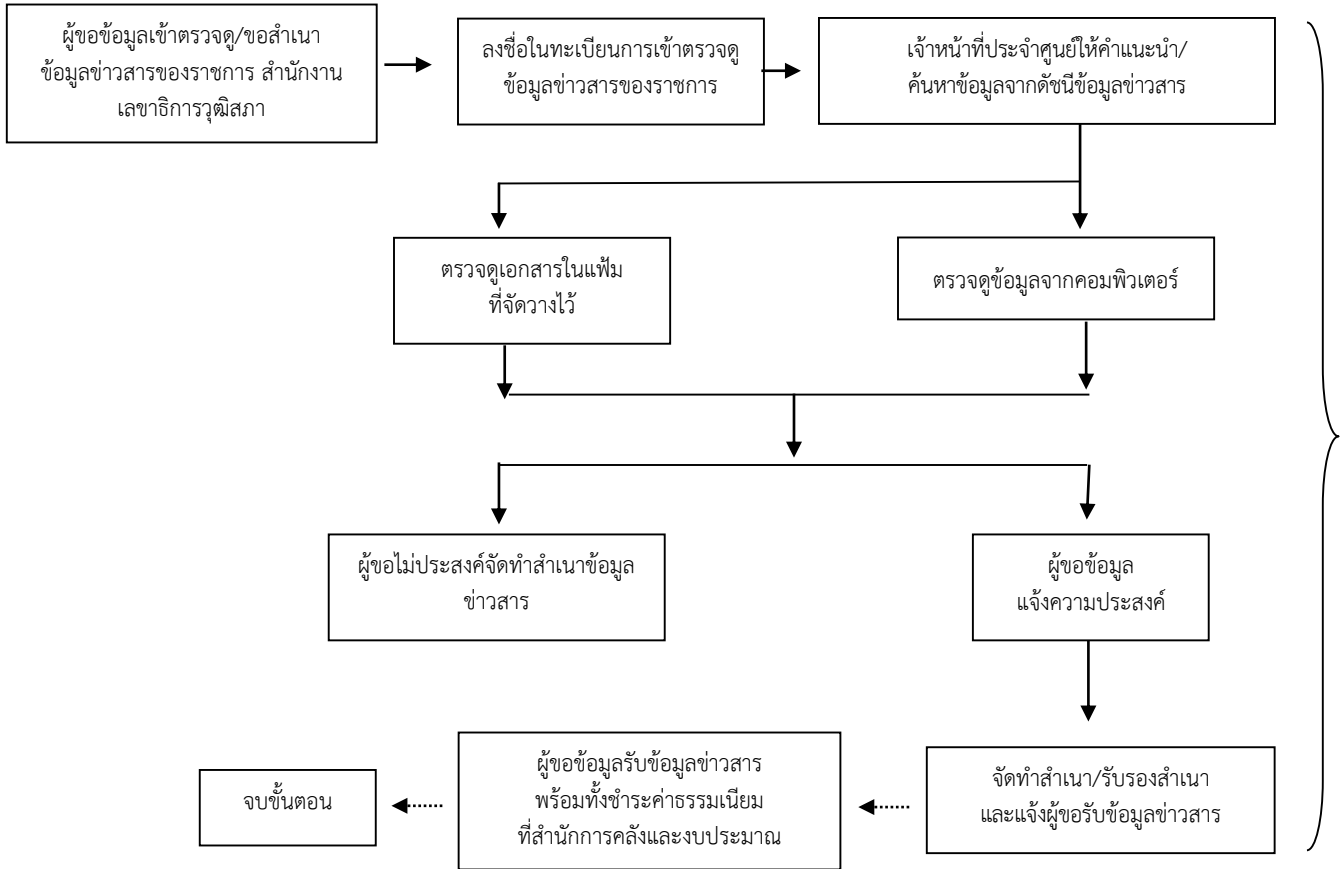 ผู้ขอข้อมูลเข้าตรวจดู/ขอสำเนา
ข้อมูลข่าวสารของราชการ สำนักงาน
เลขาธิการวุฒิสภา
ลงชื่อในทะเบียนการเข้าตรวจดู
ข้อมูลข่าวสารของราชการ
เจ้าหน้าที่ประจำศูนย์ให้คำแนะนำ/
ค้นหาข้อมูลจากดัชนีข้อมูลข่าวสาร
ตรวจดูเอกสารในแฟ้ม
ที่จัดวางไว้
ตรวจดูข้อมูลจากคอมพิวเตอร์
ผู้ขอไม่ประสงค์จัดทำสำเนาข้อมูล
ข่าวสาร
ผู้ขอข้อมูล
แจ้งความประสงค์
จัดทำสำเนา/รับรองสำเนา
และแจ้งผู้ขอรับข้อมูลข่าวสาร
ผู้ขอข้อมูลรับข้อมูลข่าวสาร
พร้อมทั้งชำระค่าธรรมเนียม
ที่สำนักการคลังและงบประมาณ
จบขั้นตอน